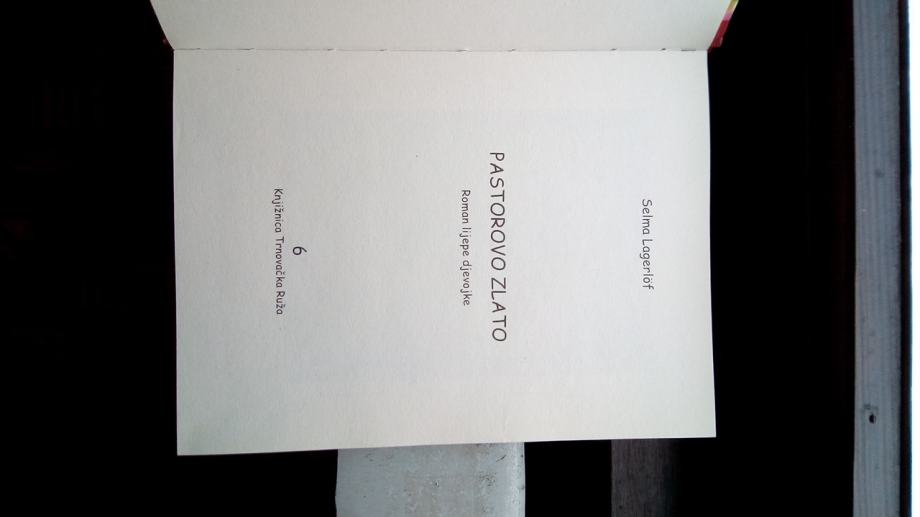 Selma Lagerlöf
PASTOROVO ZLATO
Roman lijepe djevojke
6
Knjižnica Trnovačka Ruža